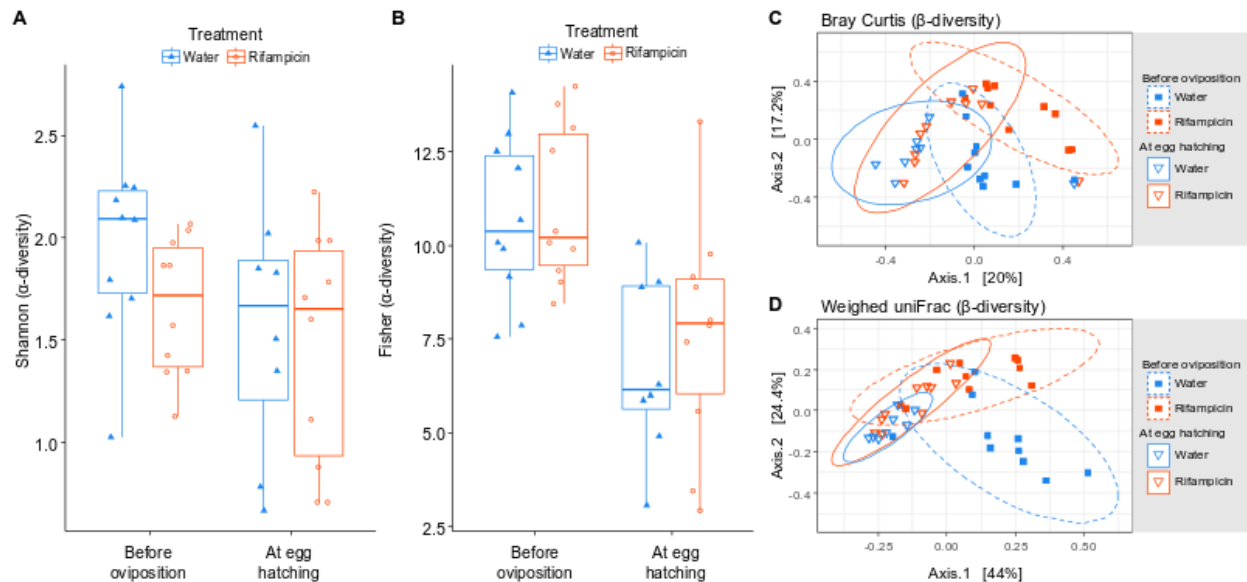 A
Treatment
Water Rifampicin
Shannon (α-diversity)
2.5
2.0
1.5
1.0
Before
oviposition
At egg
hatching
B
Treatment
Water Rifampicin
Fisher (α-diversity)
12.5
10.0
7.5
5.0
2.5
Before
oviposition
At egg
hatching
C Bray Curtis (β-diversity)
Axis.2 [17.2%]
0.4
0.0
-0.4
-0.4 0.0 0.4
Axis.1 [20%]
Before oviposition
Water
Rifampicin
At egg hatching
Water
Rifampicin
D Weighed uniFrac (β-diversity)
Axis.2 [24.4%]
0.4
0.2
0.0
-0.2
-0.4
-0.25 0.00 0.25 0.50
Axis.1 [44%]
Before oviposition
Water
Rifampicin
At egg hatching
Water
Rifampicin